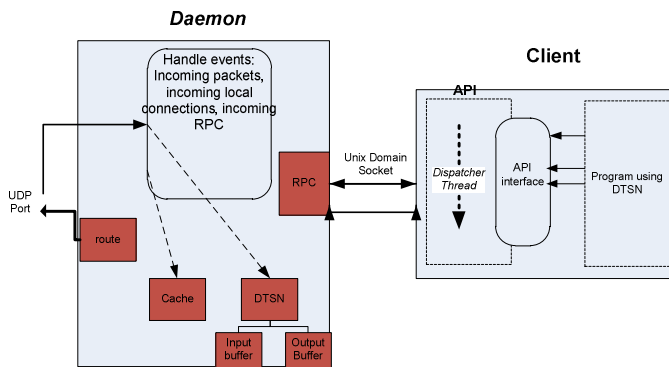 Daemon
Client
Handle events:
Incoming packets,
incoming local
connections, incoming
RPC
API
UDP
Port
route
Cache
DTSN
Input
buffer
Output
Buffer
RPC
Unix Domain
Socket
Dispatcher
Thread
API
interface
Program using
DTSN